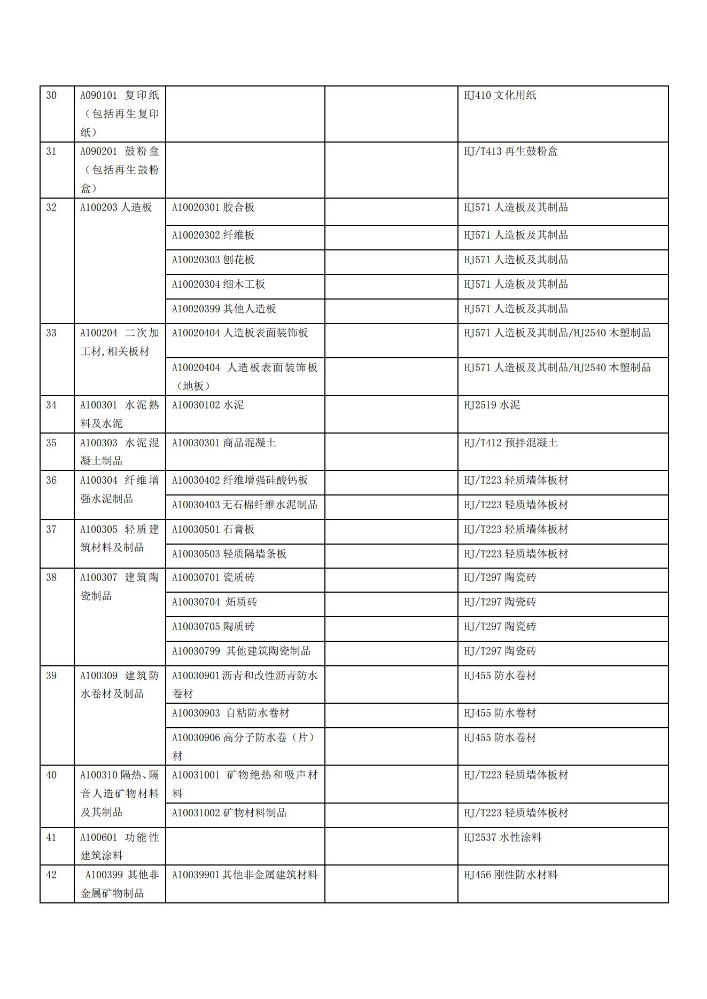 30 A090101 复印纸 HJ410 文化用纸
（包括再生复印
纸）
31 A090201 鼓粉盒 HJ/T413 再生鼓粉盒
（包括再生鼓粉
盒）
32 A100203 人造板 A10020301 胶合板 HJ571 人造板及其制品
A10020302 纤维板 HJ571 人造板及其制品
A10020303 刨花板 HJ571 人造板及其制品
A10020304 细木工板 HJ571 人造板及其制品
A10020399 其他人造板 HJ571 人造板及其制品
33 A100204 二次加 A10020404 人造板表面装饰板 HJ571 人造板及其制品/HJ2540 木塑制品
工材,相关板材
A10020404 人造板表面装饰板 HJ571 人造板及其制品/HJ2540 木塑制品
（地板）
34 A100301 水泥熟 A10030102 水泥 HJ2519 水泥
料及水泥
35 A100303 水泥混 A10030301 商品混凝土 HJ/T412 预拌混凝土
凝土制品
36 A100304 纤维增 A10030402 纤维增强硅酸钙板 HJ/T223 轻质墙体板材
强水泥制品
A10030403 无石棉纤维水泥制品 HJ/T223 轻质墙体板材
37 A100305 轻质建 A10030501 石膏板 HJ/T223 轻质墙体板材
筑材料及制品
A10030503 轻质隔墙条板 HJ/T223 轻质墙体板材
38 A100307 建筑陶 A10030701 瓷质砖 HJ/T297 陶瓷砖
瓷制品
A10030704 炻质砖 HJ/T297 陶瓷砖
A10030705 陶质砖 HJ/T297 陶瓷砖
A10030799 其他建筑陶瓷制品 HJ/T297 陶瓷砖
39 A100309 建筑防 A10030901 沥青和改性沥青防水 HJ455 防水卷材
水卷材及制品 卷材
A10030903 自粘防水卷材 HJ455 防水卷材
A10030906 高分子防水卷（片） HJ455 防水卷材
材
40 A100310 隔热、隔 A10031001 矿物绝热和吸声材 HJ/T223 轻质墙体板材
音人造矿物材料 料
及其制品 A10031002 矿物材料制品 HJ/T223 轻质墙体板材
41 A100601 功能性 HJ2537 水性涂料
建筑涂料
42 A100399 其他非 A10039901 其他非金属建筑材料 HJ456 刚性防水材料
金属矿物制品